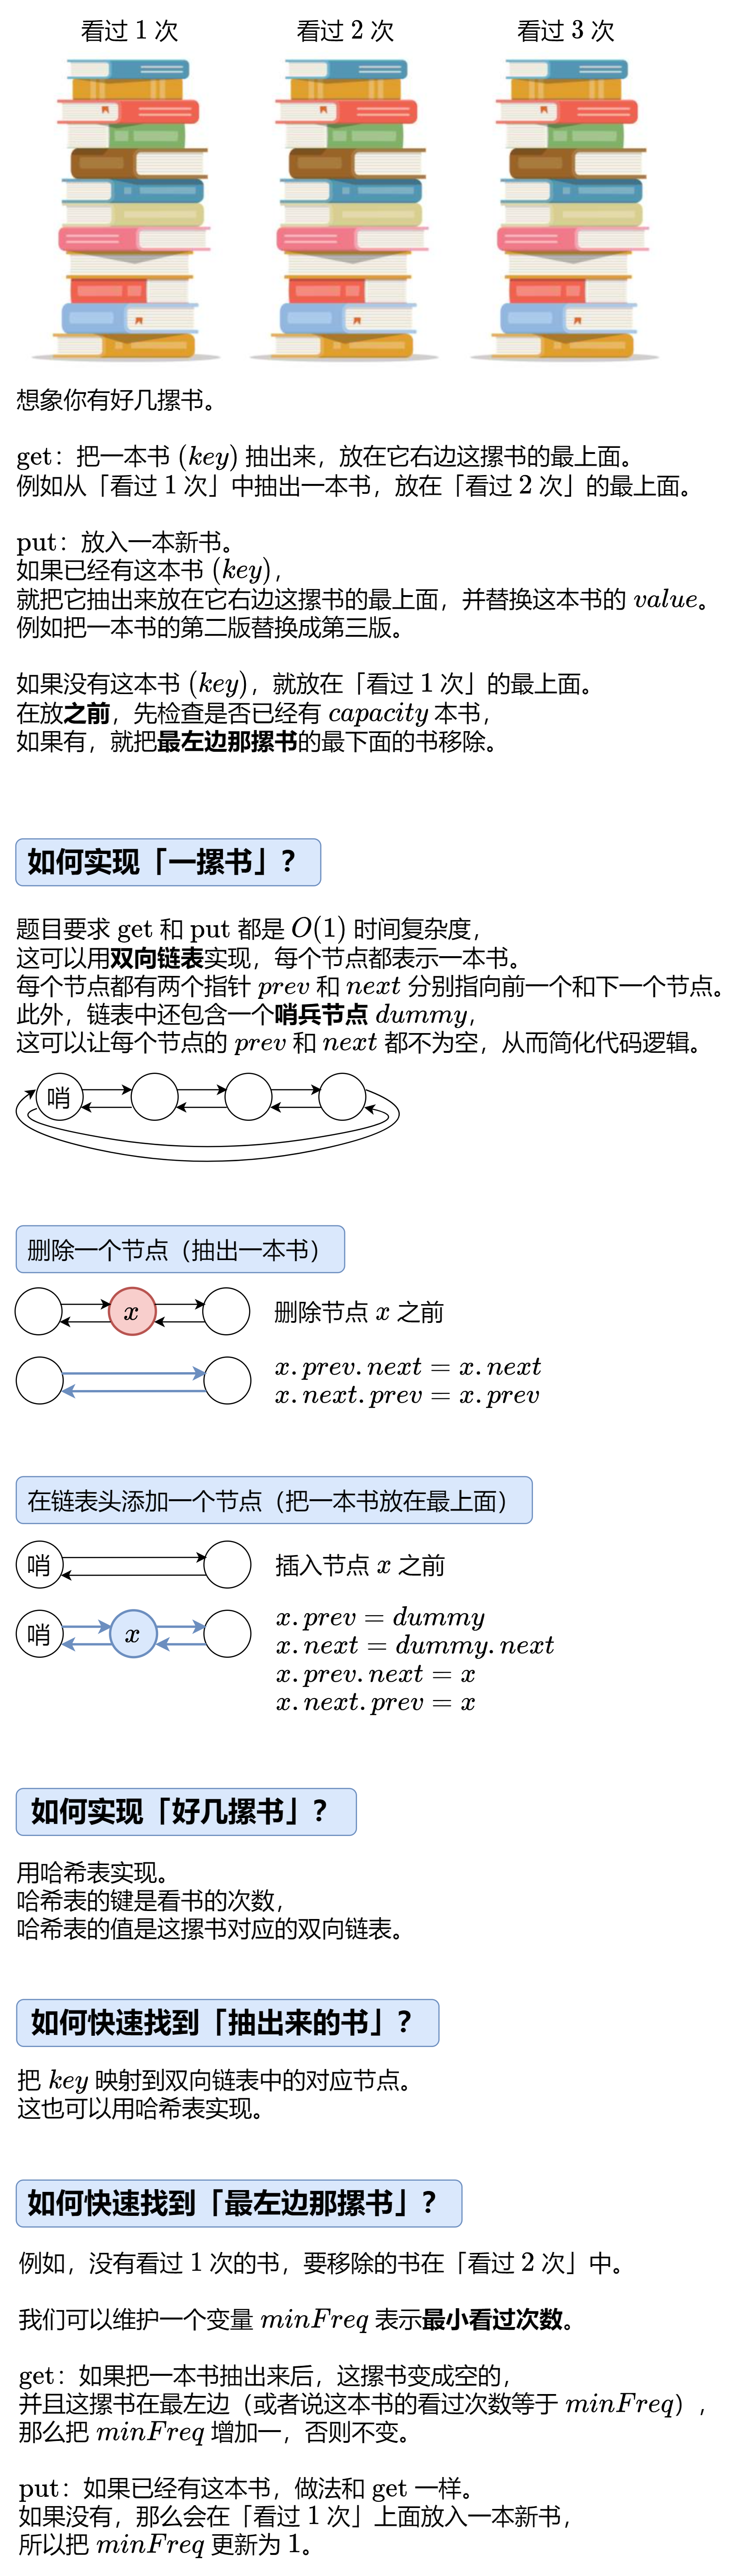 看过 1 次
看过 2 次
看过 3 次
想象你有好几摞书。
get：把一本书 (key) 抽出来，放在它右边这摞书的最上面。
例如从「看过 1 次」中抽出一本书，放在「看过 2 次」的最上面。
put：放入一本新书。
如果已经有这本书 (key)，
就把它抽出来放在它右边这摞书的最上面，并替换这本书的 value。
例如把一本书的第二版替换成第三版。
如果没有这本书 (key)，就放在「看过 1 次」的最上面。
在放之前，先检查是否已经有 capacity 本书，
如果有，就把最左边那摞书的最下面的书移除。
如何实现「一摞书」？
题目要求 get 和 put 都是 O(1) 时间复杂度，
这可以用双向链表实现，每个节点都表示一本书。
每个节点都有两个指针 prev 和 next 分别指向前一个和下一个节点。
此外，链表中还包含一个哨兵节点 dummy，
这可以让每个节点的 prev 和 next 都不为空，从而简化代码逻辑。
哨
删除一个节点（抽出一本书）
x
删除节点 x 之前
x.prev.next = x.next
x.next.prev = x.prev
在链表头添加一个节点（把一本书放在最上面）
哨
插入节点 x 之前
哨
x
x.prev = dummy
x.next = dummy.next
x.prev.next = x
x.next.prev = x
如何实现「好几摞书」？
用哈希表实现。
哈希表的键是看书的次数，
哈希表的值是这摞书对应的双向链表。
如何快速找到「抽出来的书」？
把 key 映射到双向链表中的对应节点。
这也可以用哈希表实现。
如何快速找到「最左边那摞书」？
例如，没有看过 1 次的书，要移除的书在「看过 2 次」中。
我们可以维护一个变量 minFreq 表示最小看过次数。
get：如果把一本书抽出来后，这摞书变成空的，
并且这摞书在最左边（或者说这本书的看过次数等于 minFreq），
那么把 minFreq 增加一，否则不变。
put：如果已经有这本书，做法和 get 一样。
如果没有，那么会在「看过 1 次」上面放入一本新书，
所以把 minFreq 更新为 1。